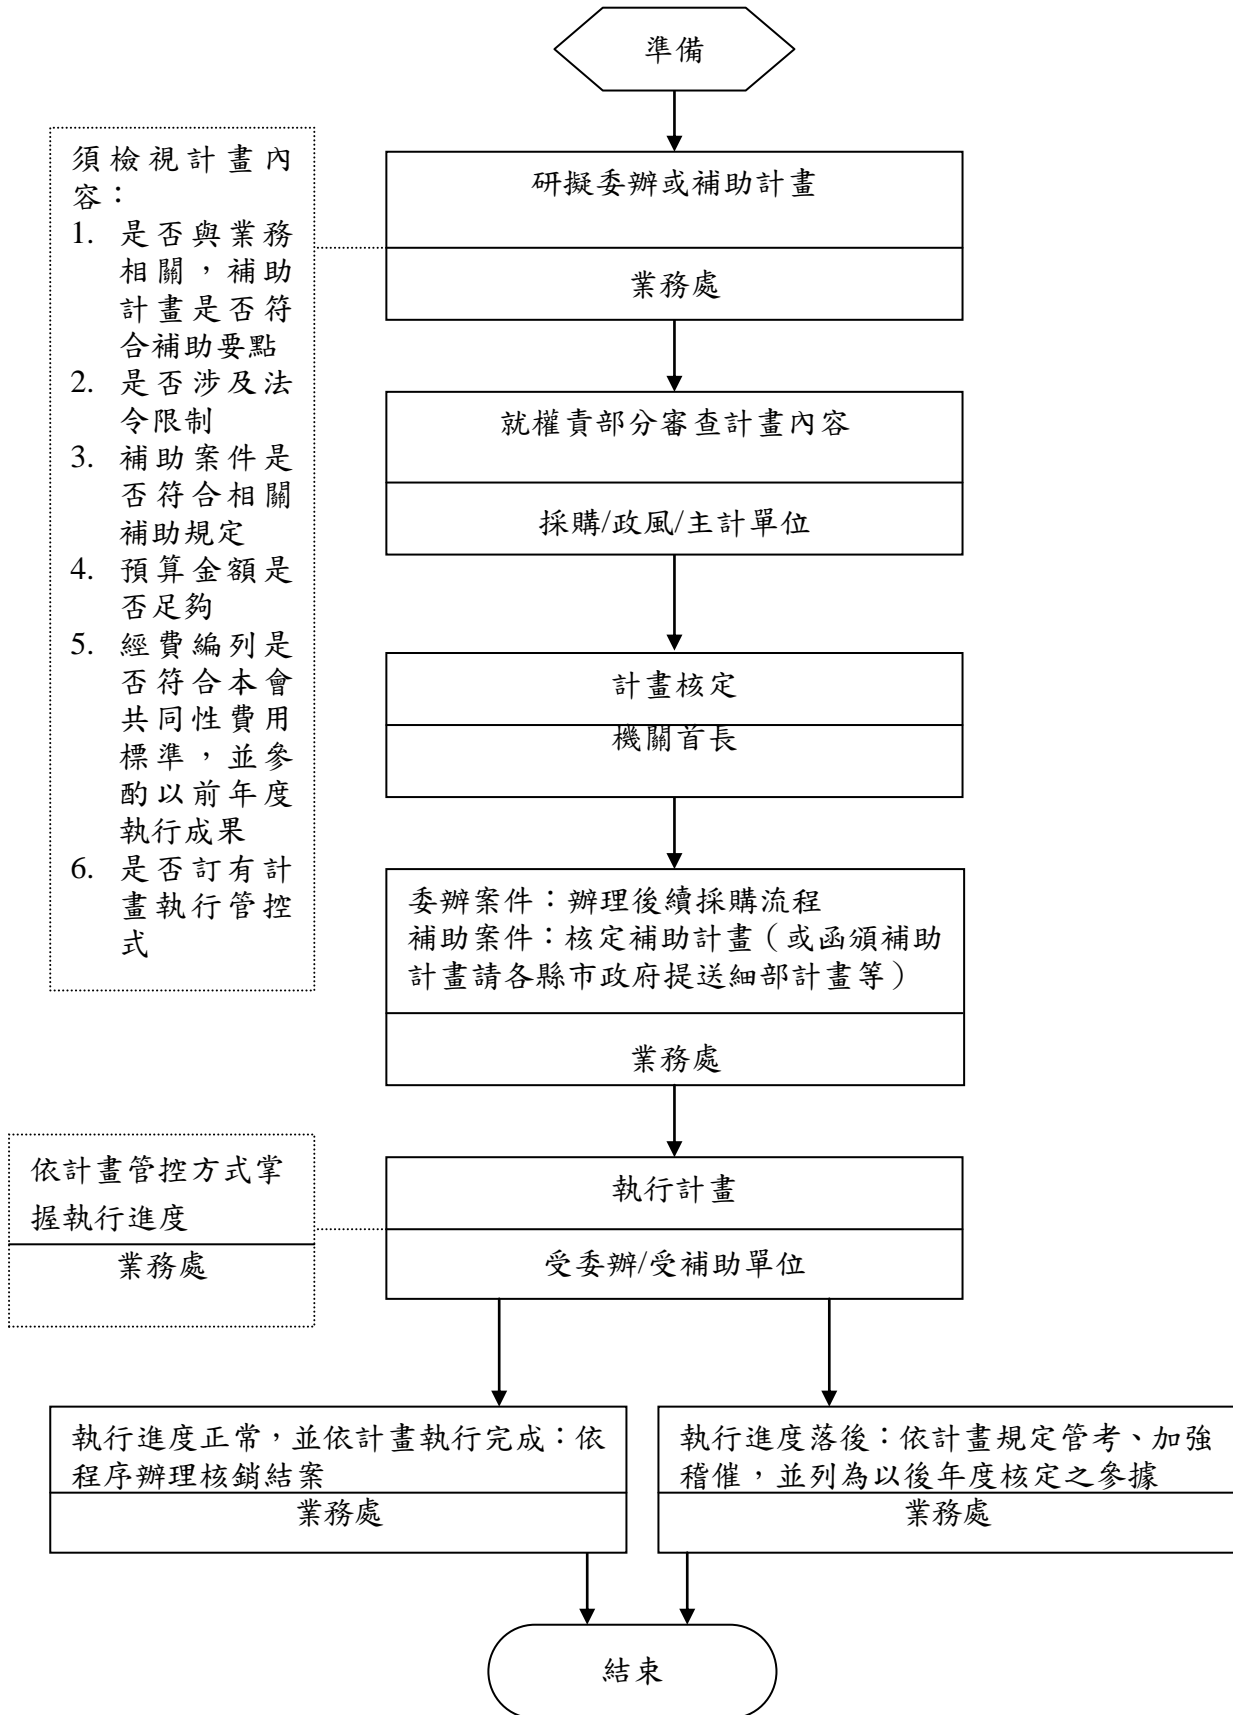 準備
須檢視計畫內
容：
1. 是否與業務
相關，補助
計畫是否符
合補助要點
2. 是否涉及法
令限制
3. 補助案件是
否符合相關
補助規定
4. 預算金額是
否足夠
5. 經費編列是
否符合本會
共同性費用
標準，並參
酌以前年度
執行成果
6. 是否訂有計
畫執行管控
式
研擬委辦或補助計畫
業務處
就權責部分審查計畫內容
採購/政風/主計單位
計畫核定
機關首長
委辦案件：辦理後續採購流程
補助案件：核定補助計畫（或函頒補助
計畫請各縣市政府提送細部計畫等）
業務處
依計畫管控方式掌
握執行進度
業務處
執行計畫
受委辦/受補助單位
執行進度正常，並依計畫執行完成：依
程序辦理核銷結案
業務處
執行進度落後：依計畫規定管考、加強
稽催，並列為以後年度核定之參據
業務處
結束